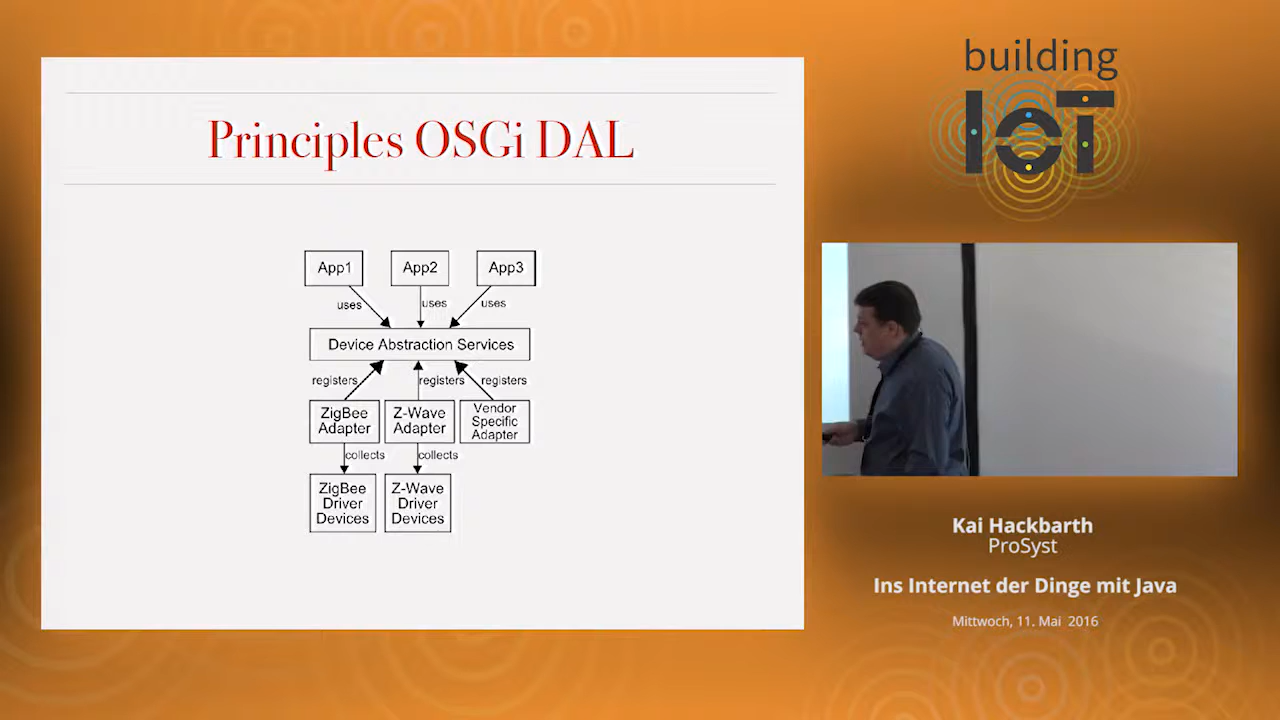 Principles OSGi DAL
App1
App2
App3
uses
uses
uses
Device Abstraction Services
registers
registers
registers
ZigBee
Adapter
Z-Wave
Adapter
Vendor
Specific
Adapter
collects
collects
ZigBee
Driver
Devices
Z-Wave
Driver
Devices
building
IoT
Kai Hackbarth
ProSyst
Ins Internet der Dinge mit Java
Mittwoch, 11. Mai 2016